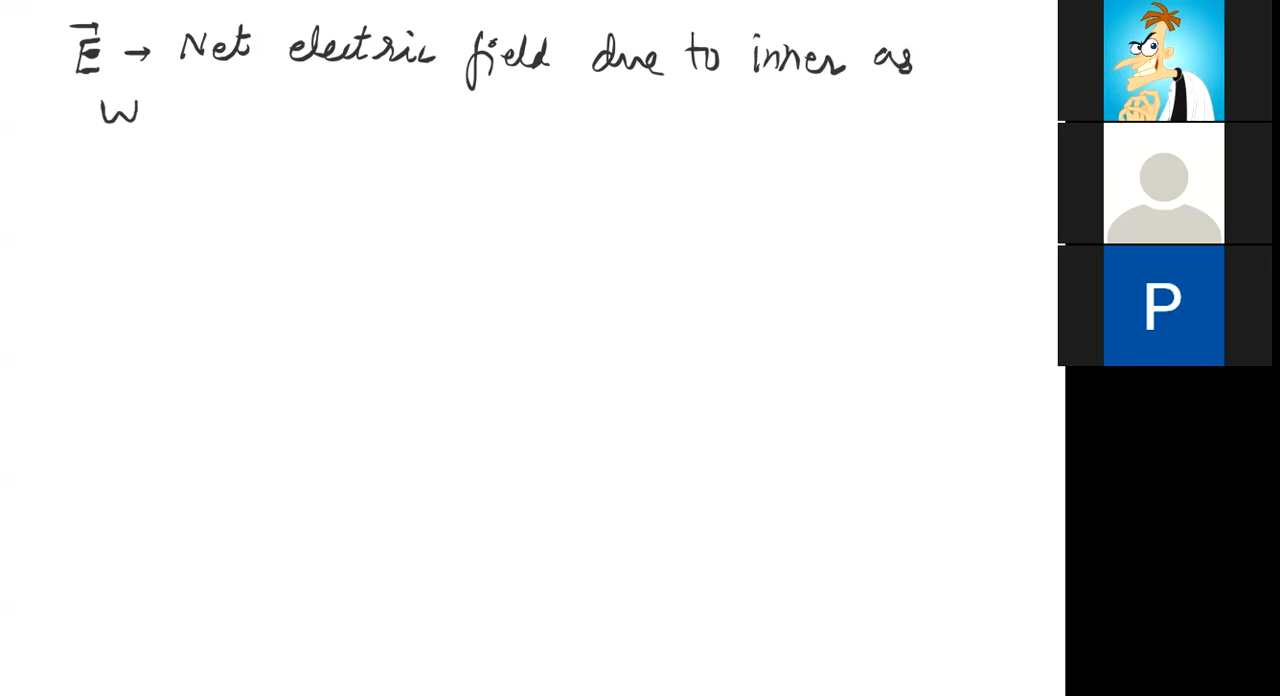 E⃗ → Net electric field due to inner as
W
P